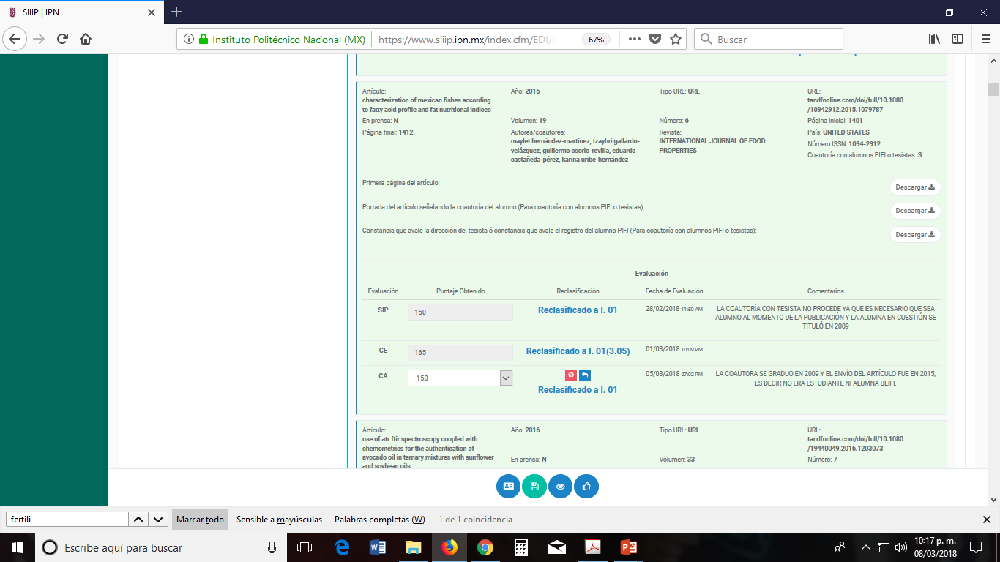 SIIIP | IPN
Instituto Politécnico Nacional (MX)
https://www.siiip.ipn.mx/index.cfm/EDI/
67%
Buscar
Artículo:
characterization of mexican fishes according
to fatty acid profile and fat nutritional indices
Año: 2016
Tipo URL: URL
URL:
tandfonline.com/doi/full/10.1080
/10942912.2015.1079787
En prensa: N
Volumen: 19
Número: 6
Página inicial: 1401
Página final: 1412
Autores/coautores:
maylet hernández-martínez, tzayhri gallardo-
velázquez, guillermo osorio-revilla, eduardo
castañeda-pérez, karina uribe-hernández
Revista:
INTERNATIONAL JOURNAL OF FOOD
PROPERTIES
País: UNITED STATES
Número ISSN: 1094-2912
Coautoría con alumnos PIFI o tesistas: S
Primera página del artículo:
Descargar
Portada del artículo señalando la coautoría del alumno (Para coautoría con alumnos PIFI o tesistas):
Descargar
Constancia que avale la dirección del tesista ó constancia que avale el registro del alumno PIFI (Para coautoría con alumnos PIFI o tesistas):
Descargar
Evaluación
Evaluación Puntaje Obtenido Reclasificación Fecha de Evaluación Comentarios
SIP 150 Reclasificado a I. 01 28/02/2018 11:50 AM
LA COAUTORÍA CON TESISTA NO PROCEDE YA QUE ES NECESARIO QUE SEA
ALUMNO AL MOMENTO DE LA PUBLICACIÓN Y LA ALUMNA EN CUESTIÓN SE
TITULÓ EN 2009
CE 165 Reclasificado a I. 01(3.05) 01/03/2018 10:09 PM
CA 150 Reclasificado a I. 01 05/03/2018 07:02 PM
LA COAUTORA SE GRADUO EN 2009 Y EL ENVÍO DEL ARTÍCULO FUE EN 2015,
ES DECIR NO ERA ESTUDIANTE NI ALUMNA BEIFI.
Artículo:
use of atr ftir spectroscopy coupled with
chemometrics for the authentication of
avocado oil in ternary mixtures with sunflower
and soybean oils
Año: 2016
Tipo URL: URL
URL:
tandfonline.com/doi/full/10.1080
/19440049.2016.1203073
En prensa: N
Volumen: 33
Número: 7
fertili
Marcar todo
Sensible a mayúsculas
Palabras completas (W)
1 de 1 coincidencia
Escribe aquí para buscar
10:17 p. m.
08/03/2018